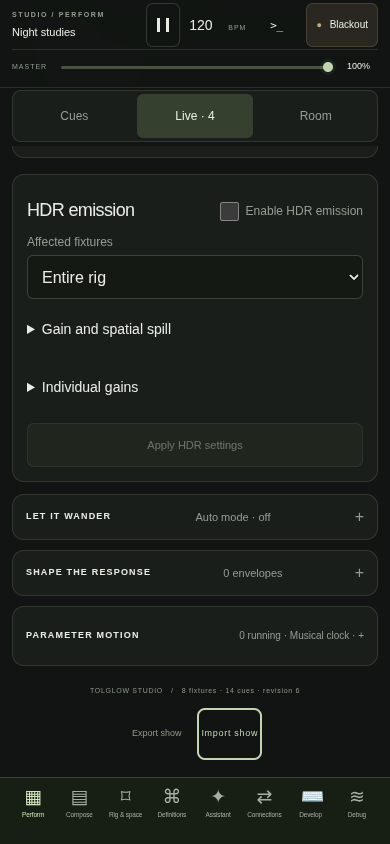 STUDIO / PERFORM
Night studies
120 BPM
>_
Blackout
MASTER
100%
Cues
Live · 4
Room
HDR emission
Enable HDR emission
Affected fixtures
Entire rig
Gain and spatial spill
Individual gains
Apply HDR settings
LET IT WANDER Auto mode · off +
SHAPE THE RESPONSE 0 envelopes +
PARAMETER MOTION 0 running · Musical clock · +
TOLGLOW STUDIO / 8 fixtures · 14 cues · revision 6
Export show
Import show
Perform
Compose
Rig & space
Definitions
Assistant
Connections
Develop
Debug